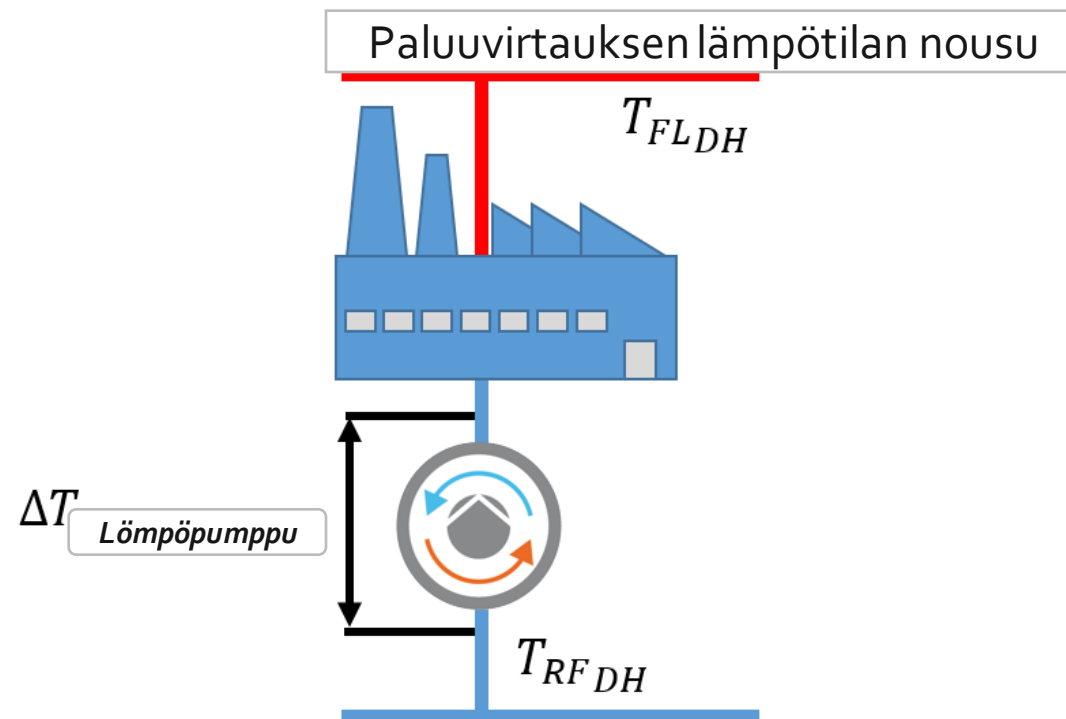 Paluuvirtauksen lämpötilan nousu
T_{FL_{DH}}
ΔT Lömpöpumppu
T_{RF_{DH}}